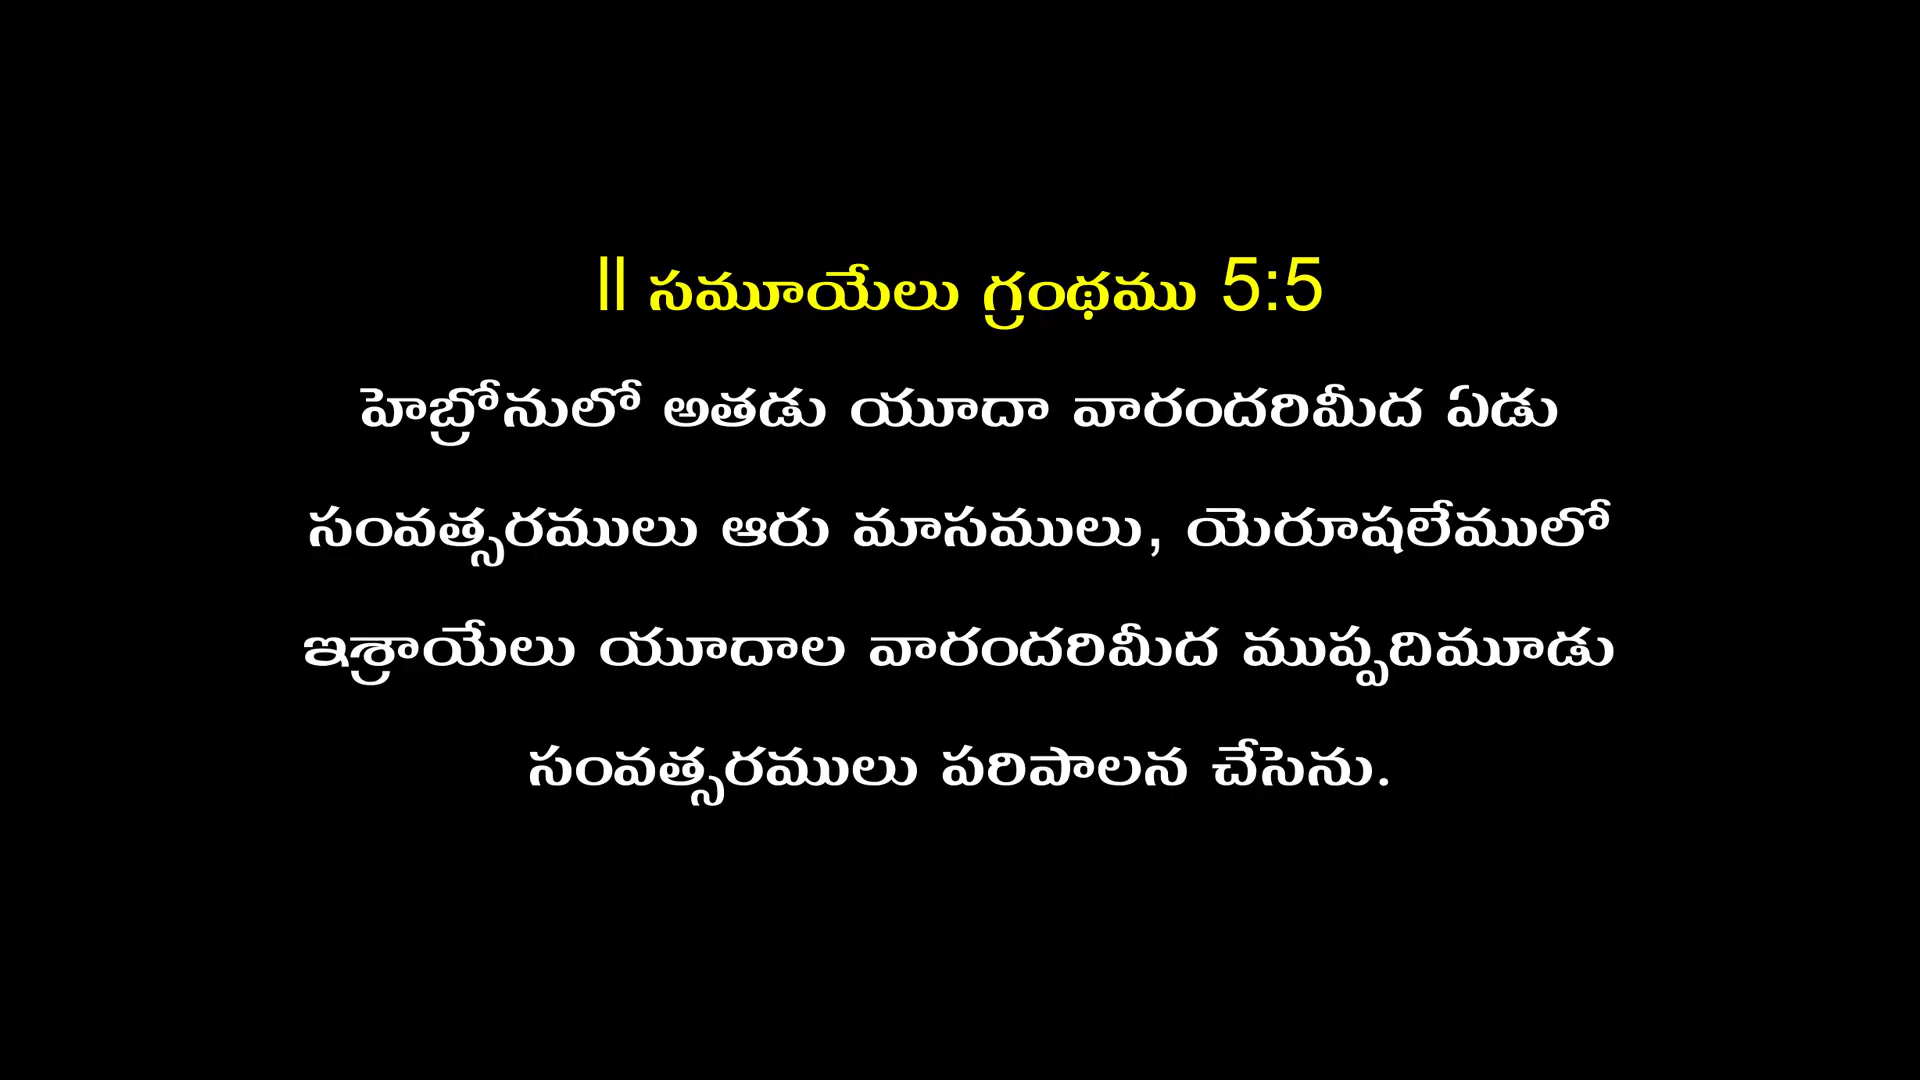 II సమూయేలు గ్రంథము 5:5
హెబ్రోనులో అతడు యూదా వారందరిమీద ఏడు
సంవత్సరములు ఆరు మాసములు, యెరూషలేములో
ఇశ్రాయేలు యూదాల వారందరిమీద ముప్పదిమూడు
సంవత్సరములు పరిపాలన చేసెను.